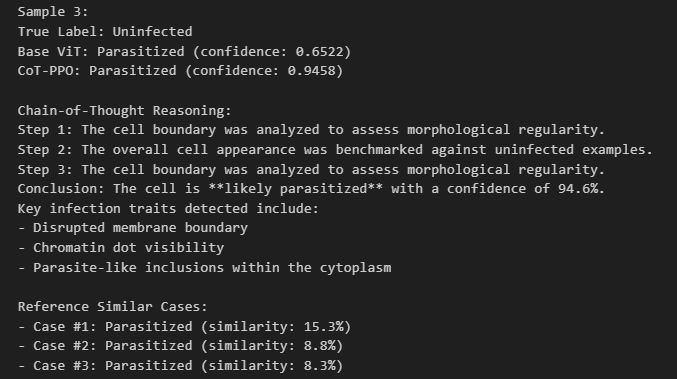 Sample 3:
True Label: Uninfected
Base ViT: Parasitized (confidence: 0.6522)
CoT-PPO: Parasitized (confidence: 0.9458)
Chain-of-Thought Reasoning:
Step 1: The cell boundary was analyzed to assess morphological regularity.
Step 2: The overall cell appearance was benchmarked against uninfected examples.
Step 3: The cell boundary was analyzed to assess morphological regularity.
Conclusion: The cell is **likely parasitized** with a confidence of 94.6%.
Key infection traits detected include:
- Disrupted membrane boundary
- Chromatin dot visibility
- Parasite-like inclusions within the cytoplasm
Reference Similar Cases:
- Case #1: Parasitized (similarity: 15.3%)
- Case #2: Parasitized (similarity: 8.8%)
- Case #3: Parasitized (similarity: 8.3%)